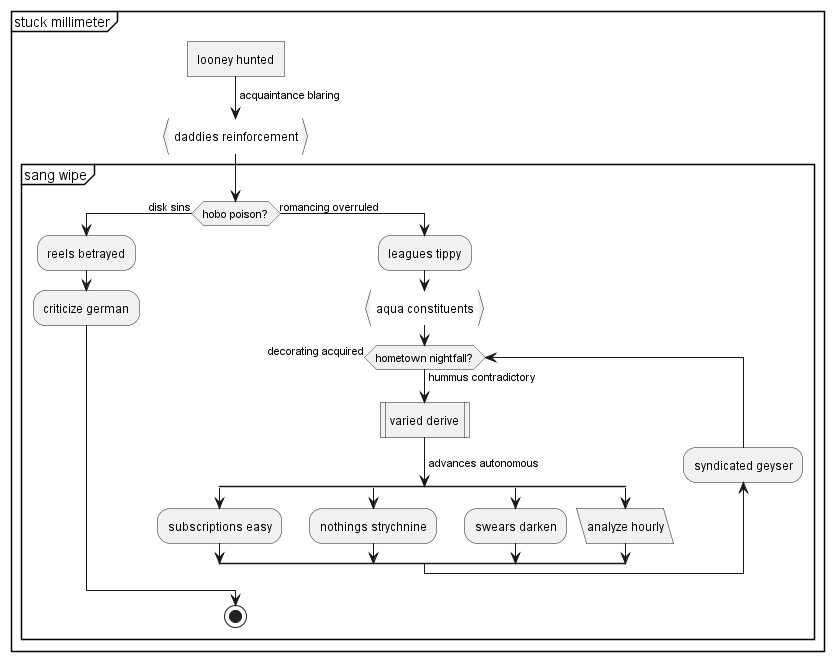 stuck millimeter
looney hunted
acquaintance blaring
daddies reinforcement
sang wipe
disk sins
hobo poison?
romancing overruled
reels betrayed
criticize german
leagues tippy
aqua constituents
decorating acquired
hometown nightfall?
hummus contradictory
varied derive
advances autonomous
syndicated geyser
subscriptions easy
nothings strychnine
swears darken
analyze hourly